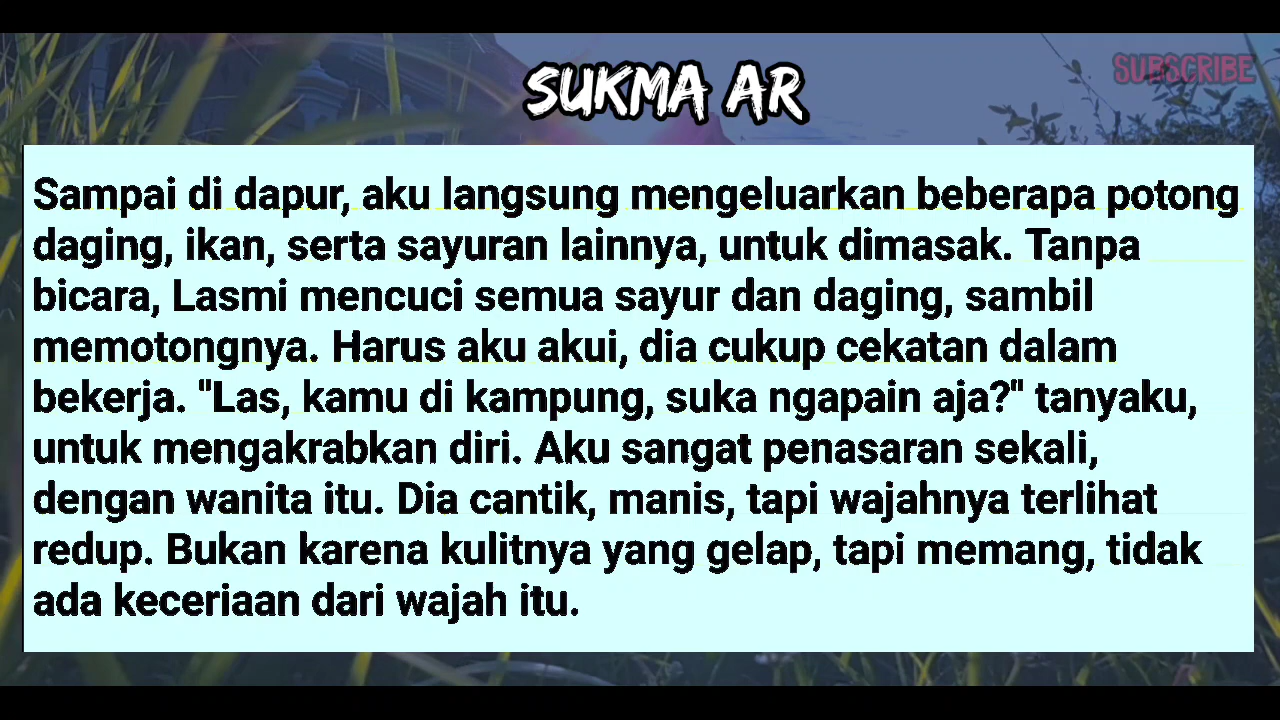 SUKMA AR
SUBSCRIBE
Sampai di dapur, aku langsung mengeluarkan beberapa potong
daging, ikan, serta sayuran lainnya, untuk dimasak. Tanpa
bicara, Lasmi mencuci semua sayur dan daging, sambil
memotongnya. Harus aku akui, dia cukup cekatan dalam
bekerja. "Las, kamu di kampung, suka ngapain aja?" tanyaku,
untuk mengakrabkan diri. Aku sangat penasaran sekali,
dengan wanita itu. Dia cantik, manis, tapi wajahnya terlihat
redup. Bukan karena kulitnya yang gelap, tapi memang, tidak
ada keceriaan dari wajah itu.